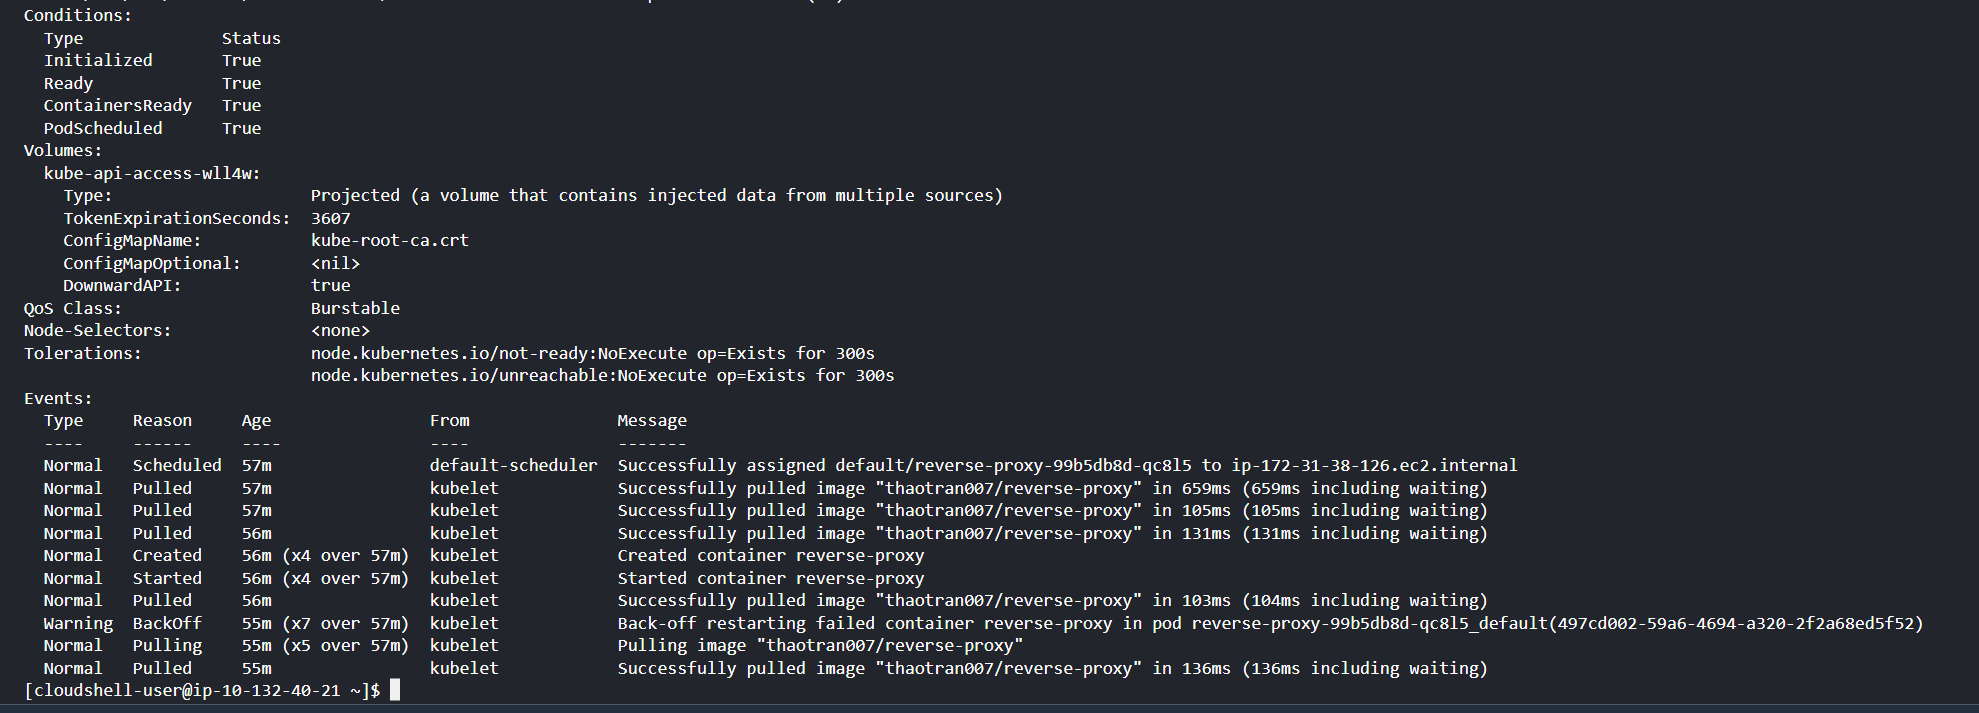 Conditions:
  Type              Status
  Initialized       True
  Ready             True
  ContainersReady   True
  PodScheduled      True
Volumes:
  kube-api-access-wll4w:
    Type:                    Projected (a volume that contains injected data from multiple sources)
    TokenExpirationSeconds:  3607
    ConfigMapName:           kube-root-ca.crt
    ConfigMapOptional:       <nil>
    DownwardAPI:             true
QoS Class:                   Burstable
Node-Selectors:              <none>
Tolerations:                 node.kubernetes.io/not-ready:NoExecute op=Exists for 300s
                             node.kubernetes.io/unreachable:NoExecute op=Exists for 300s
Events:
  Type     Reason     Age                From               Message
  ----     ------     ----               ----               -------
  Normal   Scheduled  57m                default-scheduler  Successfully assigned default/reverse-proxy-99b5db8d-qc8l5 to ip-172-31-38-126.ec2.internal
  Normal   Pulled     57m                kubelet            Successfully pulled image "thaotran007/reverse-proxy" in 659ms (659ms including waiting)
  Normal   Pulled     57m                kubelet            Successfully pulled image "thaotran007/reverse-proxy" in 105ms (105ms including waiting)
  Normal   Pulled     56m                kubelet            Successfully pulled image "thaotran007/reverse-proxy" in 131ms (131ms including waiting)
  Normal   Created    56m (x4 over 57m)  kubelet            Created container reverse-proxy
  Normal   Started    56m (x4 over 57m)  kubelet            Started container reverse-proxy
  Normal   Pulled     56m                kubelet            Successfully pulled image "thaotran007/reverse-proxy" in 103ms (104ms including waiting)
  Warning  BackOff    55m (x7 over 57m)  kubelet            Back-off restarting failed container reverse-proxy in pod reverse-proxy-99b5db8d-qc8l5_default(497cd002-59a6-4694-a320-2f2a68ed5f52)
  Normal   Pulling    55m (x5 over 57m)  kubelet            Pulling image "thaotran007/reverse-proxy"
  Normal   Pulled     55m                kubelet            Successfully pulled image "thaotran007/reverse-proxy" in 136ms (136ms including waiting)
[cloudshell-user@ip-10-132-40-21 ~]$